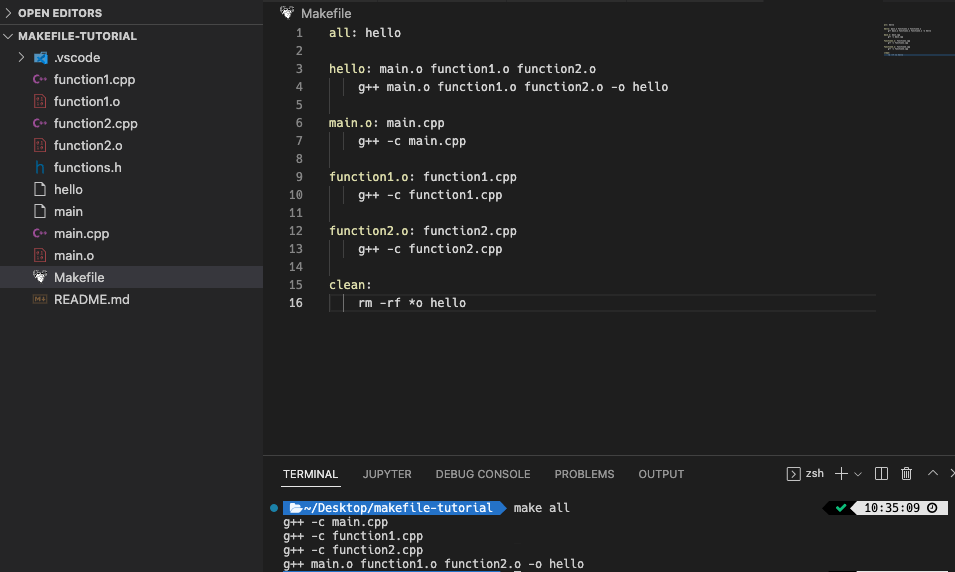 OPEN EDITORS
MAKEFILE-TUTORIAL
.vscode
function1.cpp
function1.o
function2.cpp
function2.o
functions.h
hello
main
main.cpp
main.o
Makefile
README.md
Makefile
1 all: hello
2
3 hello: main.o function1.o function2.o
4 g++ main.o function1.o function2.o -o hello
5
6 main.o: main.cpp
7 g++ -c main.cpp
8
9 function1.o: function1.cpp
10 g++ -c function1.cpp
11
12 function2.o: function2.cpp
13 g++ -c function2.cpp
14
15 clean:
16 rm -rf *o hello
TERMINAL JUPYTER DEBUG CONSOLE PROBLEMS OUTPUT zsh
~/Desktop/makefile-tutorial make all 10:35:09
g++ -c main.cpp
g++ -c function1.cpp
g++ -c function2.cpp
g++ main.o function1.o function2.o -o hello